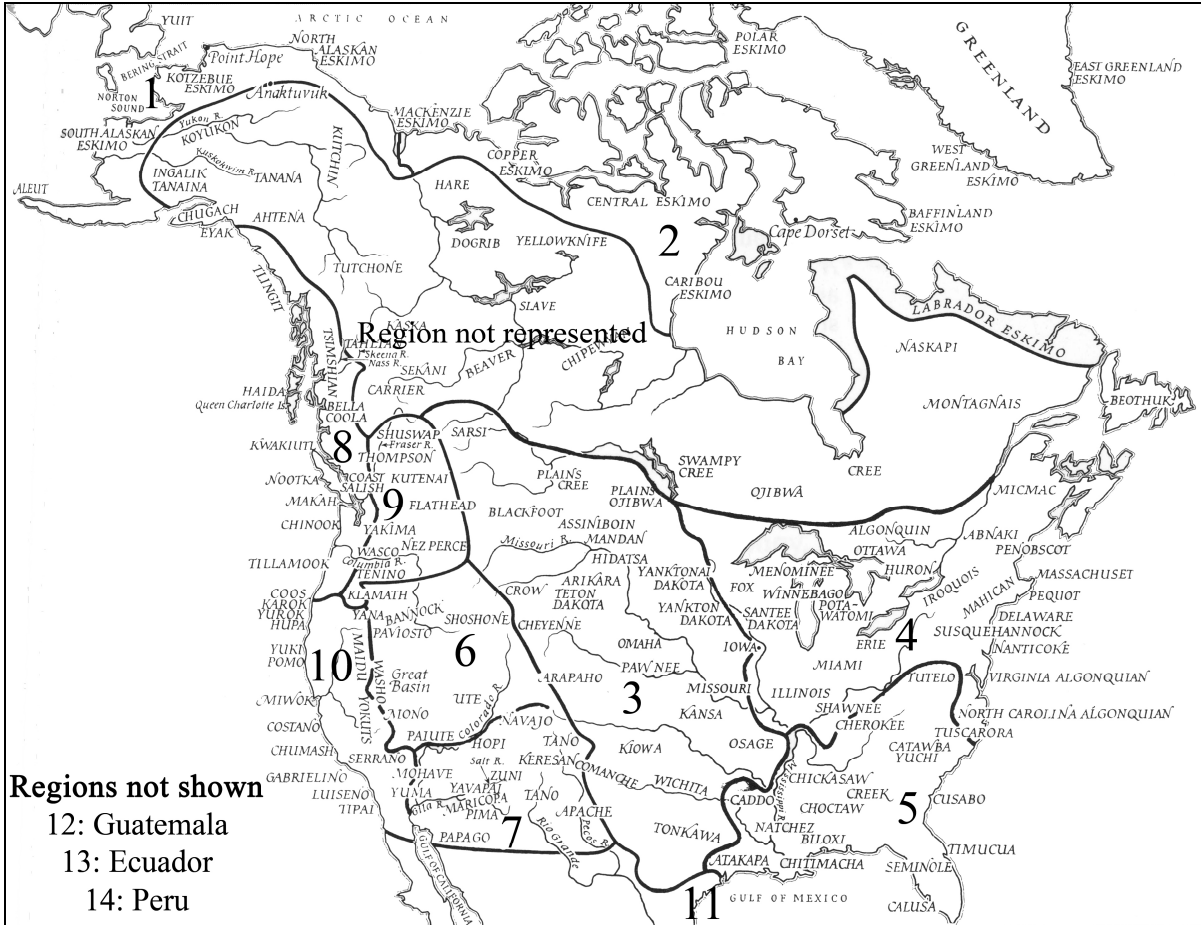 ARCTIC OCEAN
YUIT
BERING STRAIT
Point Hope
NORTH
ALASKAN
ESKIMO
POLAR
ESKIMO
GREENLAND
EAST GREENLAND
ESKIMO
KOTZEBUE
ESKIMO
1
NORTON
SOUND
Anaktuvuk
MACKENZIE
ESKIMO
SOUTH ALASKAN
ESKIMO
Yukon R.
KOYUKON
KUTCHIN
COPPER
ESKIMO
WEST
GREENLAND
ESKIMO
Kuskokwim R.
TANANA
INGALIK
TANAINA
HARE
ALEUT
CENTRAL ESKIMO
CHUGACH
EYAK
AHTENA
BAFFINLAND
ESKIMO
Cape Dorset
DOGRIB
YELLOWKNIFE
2
TLINGIT
TUTCHONE
CARIBOU
ESKIMO
SLAVE
LABRADOR ESKIMO
KASKA
Region not represented
HUDSON
BAY
TSIMSHIAN
TAHLTAN
Skeena R.
Nass R.
SEKANI
BEAVER
CHIPEWYAN
NASKAPI
HAIDA
Queen Charlotte I.
CARRIER
BELLA
COOLA
MONTAGNAIS
BEOTHUK
KWAKIUTL
8
SHUSWAP
Fraser R.
THOMPSON
SARSI
SWAMPY
CREE
CREE
NOOTKA
COAST
SALISH
KUTENAI
PLAINS
CREE
PLAINS
OJIBWA
OJIBWA
MICMAC
MAKAH
9
FLATHEAD
BLACKFOOT
CHINOOK
YAKIMA
ASSINIBOIN
MANDAN
ALGONQUIN
OTTAWA
ABNAKI
PENOBSCOT
WASCO
NEZ PERCE
Missouri R.
HIDATSA
TILLAMOOK
Columbia R.
TENINO
YANKTONAI
DAKOTA
MENOMINEE
HURON
IROQUOIS
MASSACHUSET
COOS
KAROK
YUROK
HUPA
KLAMATH
CROW
ARIKARA
TETON
DAKOTA
FOX
WINNEBAGO
POTA-
WATOMI
MAHICAN
PEQUOT
YANA
BANNOCK
PAVIOSTO
SHOSHONE
CHEYENNE
YANKTON
DAKOTA
SANTEE
DAKOTA
4
DELAWARE
SUSQUEHANNOCK
NANTICOKE
YUKI
POMO
10
MAIDU
WASHO
6
OMAHA
IOWA
ERIE
MIAMI
Great
Basin
ARAPAHO
PAWNEE
TUTELO
VIRGINIA ALGONQUIAN
MIWOK
YOKUTS
UTE
3
MISSOURI
ILLINOIS
COSTANO
MONO
Colorado R.
NAVAJO
KANSA
SHAWNEE
CHEROKEE
NORTH CAROLINA ALGONQUIAN
CHUMASH
PAIUTE
HOPI
TANO
KIOWA
OSAGE
TUSCARORA
CATAWBA
YUCHI
SERRANO
Salt R.
KERESAN
GABRIELINO
MOHAVE
ZUNI
COMANCHE
WICHITA
Mississippi R.
CHICKASAW
Regions not shown
LUISENO
YUMA
YAVAPAI
MARICOPA
PIMA
Gila R.
TANO
CADDO
CREEK
CHOCTAW
5
CUSABO
TIPAI
APACHE
12: Guatemala
PAPAGO
7
Rio Grande
Pecos R.
TONKAWA
NATCHEZ
BILOXI
TIMUCUA
13: Ecuador
GULF OF CALIFORNIA
ATAKAPA
CHITIMACHA
SEMINOLE
14: Peru
11
GULF OF MEXICO
CALUSA